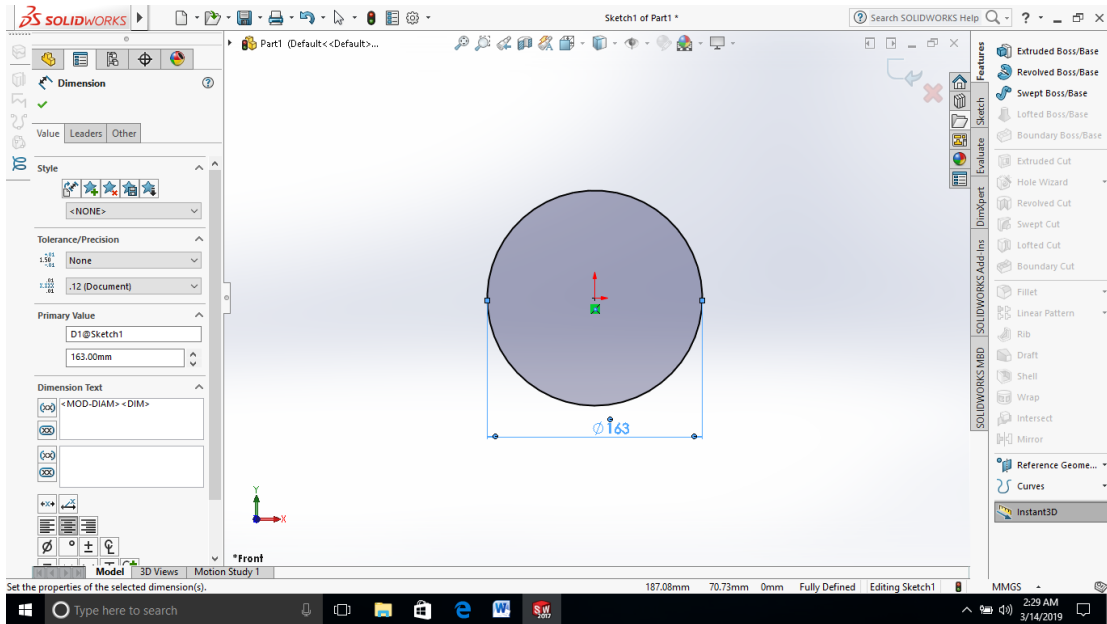 SOLIDWORKS
Sketch1 of Part1 *
Search SOLIDWORKS Help
Part1 (Default<<Default>...
Dimension
Value
Leaders
Other
Style
<NONE>
Tolerance/Precision
None
.12 (Document)
Primary Value
D1@Sketch1
163.00mm
Dimension Text
<MOD-DIAM><DIM>
Ø163
Y
X
*Front
Model
3D Views
Motion Study 1
Features
Sketch
Evaluate
DimXpert
SOLIDWORKS Add-Ins
SOLIDWORKS MBD
Extruded Boss/Base
Revolved Boss/Base
Swept Boss/Base
Lofted Boss/Base
Boundary Boss/Base
Extruded Cut
Hole Wizard
Revolved Cut
Swept Cut
Lofted Cut
Boundary Cut
Fillet
Linear Pattern
Rib
Draft
Shell
Wrap
Intersect
Mirror
Reference Geome...
Curves
Instant3D
Set the properties of the selected dimension(s).
187.08mm
70.73mm
0mm
Fully Defined
Editing Sketch1
MMGS
Type here to search
2:29 AM
3/14/2019